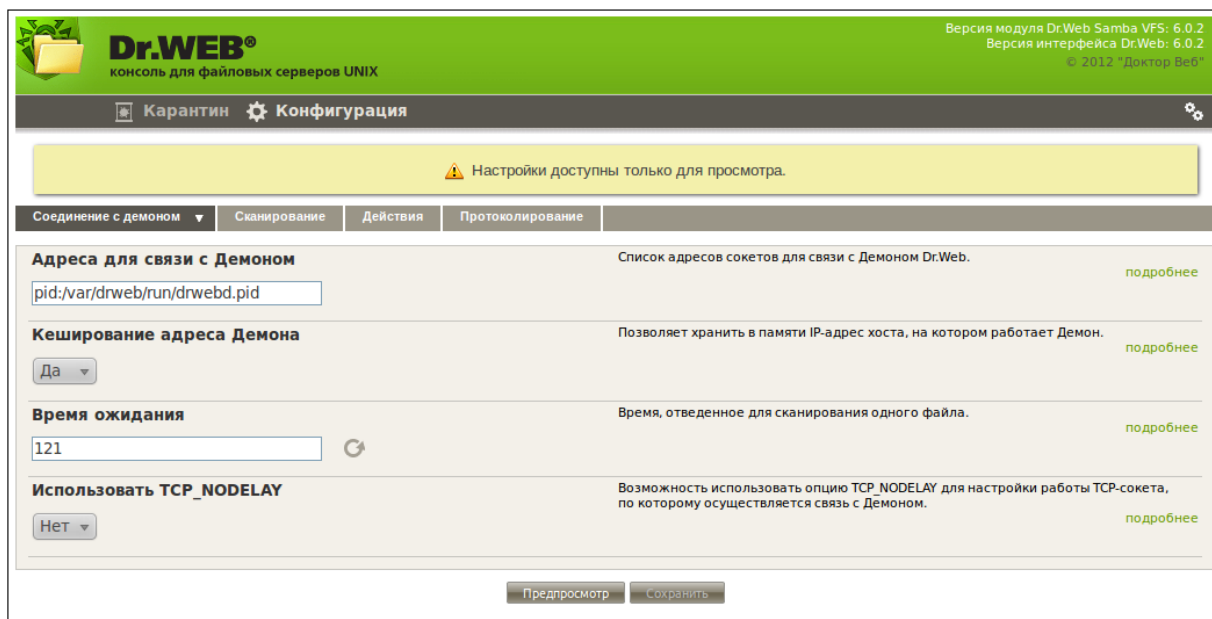 Dr.WEB®
консоль для файловых серверов UNIX
Версия модуля Dr.Web Samba VFS: 6.0.2
Версия интерфейса Dr.Web: 6.0.2
© 2012 "Доктор Веб"
Карантин Конфигурация
Настройки доступны только для просмотра.
Соединение с демоном Сканирование Действия Протоколирование
Адреса для связи с Демоном
pid:/var/drweb/run/drwebd.pid
Список адресов сокетов для связи с Демоном Dr.Web.
подробнее
Кеширование адреса Демона
Да
Позволяет хранить в памяти IP-адрес хоста, на котором работает Демон.
подробнее
Время ожидания
121
Время, отведенное для сканирования одного файла.
подробнее
Использовать TCP_NODELAY
Нет
Возможность использовать опцию TCP_NODELAY для настройки работы TCP-сокета,
по которому осуществляется связь с Демоном.
подробнее
Предпросмотр Сохранить